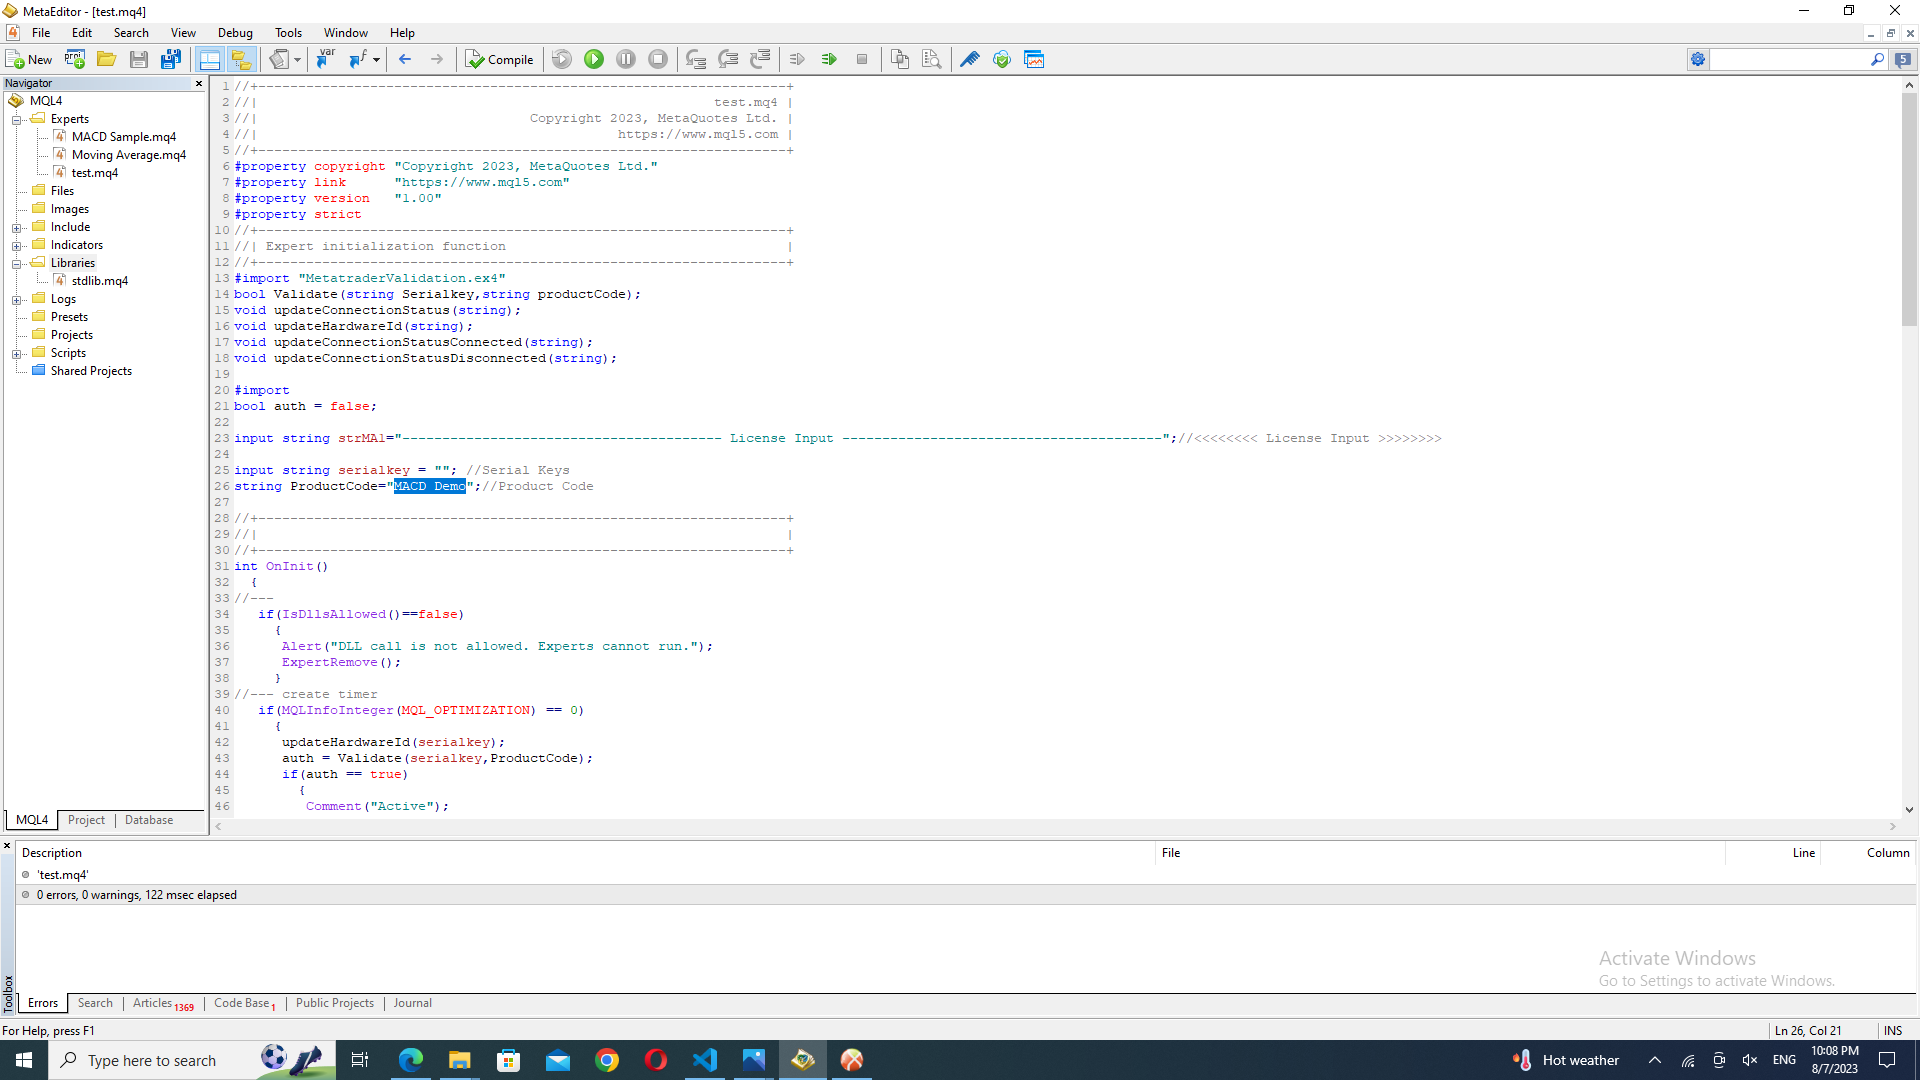 MetaEditor - [test.mq4]
File Edit Search View Debug Tools Window Help
New proj var Compile 5
Navigator
MQL4
Experts
MACD Sample.mq4
Moving Average.mq4
test.mq4
Files
Images
Include
Indicators
Libraries
stdlib.mq4
Logs
Presets
Projects
Scripts
Shared Projects
MQL4 Project Database
1 //+------------------------------------------------------------------+
2 //| test.mq4 |
3 //| Copyright 2023, MetaQuotes Ltd. |
4 //| https://www.mql5.com |
5 //+------------------------------------------------------------------+
6 #property copyright "Copyright 2023, MetaQuotes Ltd."
7 #property link "https://www.mql5.com"
8 #property version "1.00"
9 #property strict
10 //+------------------------------------------------------------------+
11 //| Expert initialization function |
12 //+------------------------------------------------------------------+
13 #import "MetatraderValidation.ex4"
14 bool Validate(string Serialkey,string productCode);
15 void updateConnectionStatus(string);
16 void updateHardwareId(string);
17 void updateConnectionStatusConnected(string);
18 void updateConnectionStatusDisconnected(string);
19
20 #import
21 bool auth = false;
22
23 input string strMA1="---------------------------------------- License Input ----------------------------------------";//<<<<<<<< License Input >>>>>>>>
24
25 input string serialkey = ""; //Serial Keys
26 string ProductCode="MACD Demo";//Product Code
27
28 //+------------------------------------------------------------------+
29 //| |
30 //+------------------------------------------------------------------+
31 int OnInit()
32 {
33 //---
34 if(IsDllsAllowed()==false)
35 {
36 Alert("DLL call is not allowed. Experts cannot run.");
37 ExpertRemove();
38 }
39 //--- create timer
40 if(MQLInfoInteger(MQL_OPTIMIZATION) == 0)
41 {
42 updateHardwareId(serialkey);
43 auth = Validate(serialkey,ProductCode);
44 if(auth == true)
45 {
46 Comment("Active");
Toolbox
Description File Line Column
'test.mq4'
0 errors, 0 warnings, 122 msec elapsed
Activate Windows
Go to Settings to activate Windows.
Errors Search Articles 1369 Code Base 1 Public Projects Journal
For Help, press F1 Ln 26, Col 21 INS
Type here to search Hot weather ENG 10:08 PM
8/7/2023